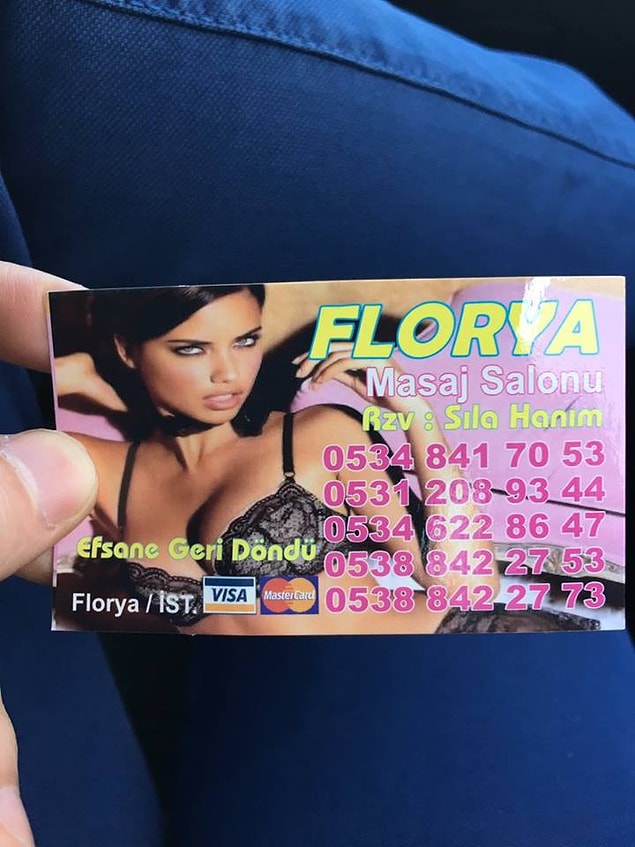 FLORYA
Masaj Salonu
Rzv : Sıla Hanım
0534 841 70 53
0531 208 93 44
0534 622 86 47
0538 842 27 53
0538 842 27 73
Efsane Geri Döndü
Florya / İST. VISA MasterCard